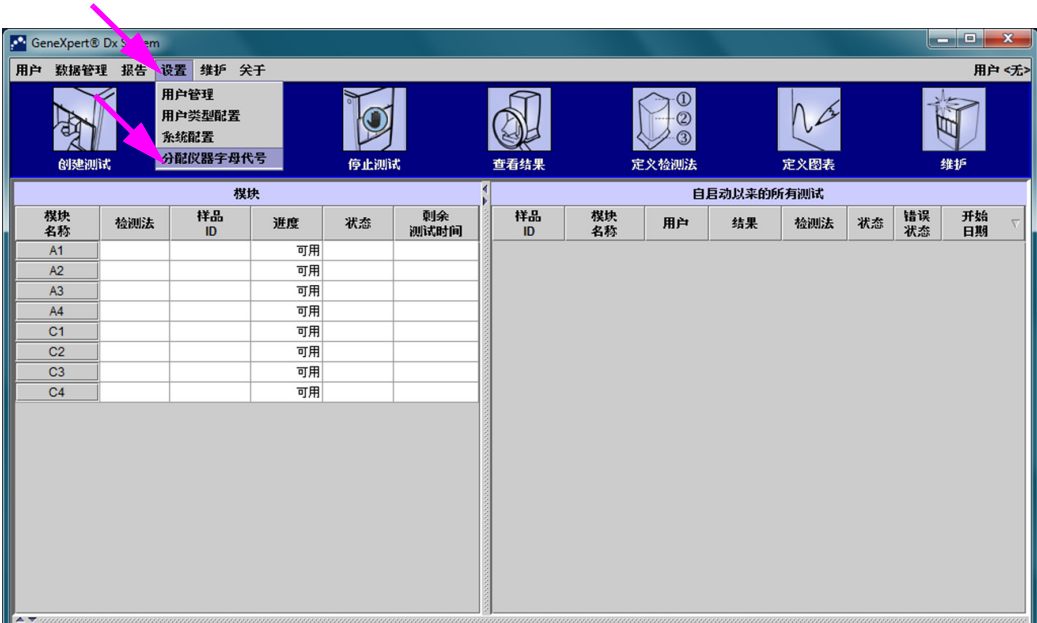 GeneXpert® Dx System
用户 数据管理 报告 设置 维护 关于 用户 <无>
用户管理
用户类型配置
系统配置
分配仪器字母代号
创建测试 停止测试 查看结果 定义检测法 定义图表 维护
①
②
③
模块
模块名称 检测法 样品ID 进度 状态 剩余测试时间
A1 可用
A2 可用
A3 可用
A4 可用
C1 可用
C2 可用
C3 可用
C4 可用
自启动以来的所有测试
样品ID 模块名称 用户 结果 检测法 状态 错误状态 开始日期